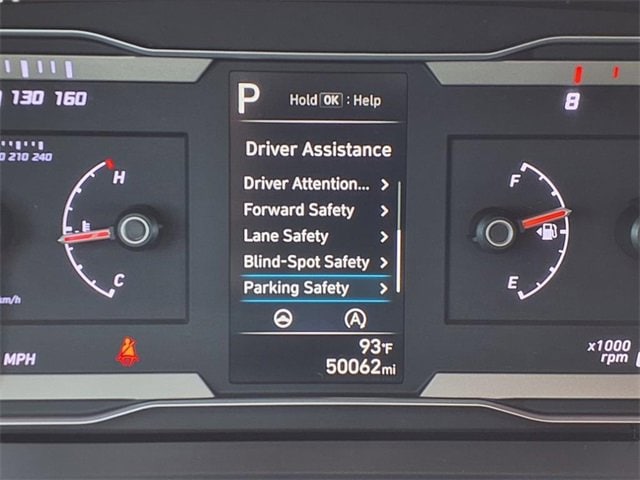 P
Hold OK : Help
Driver Assistance
Driver Attention... >
Forward Safety >
Lane Safety >
Blind-Spot Safety >
Parking Safety >
A
93°F
50062mi
130 160
210 240
H
C
MPH
8
F
E
x1000
rpm